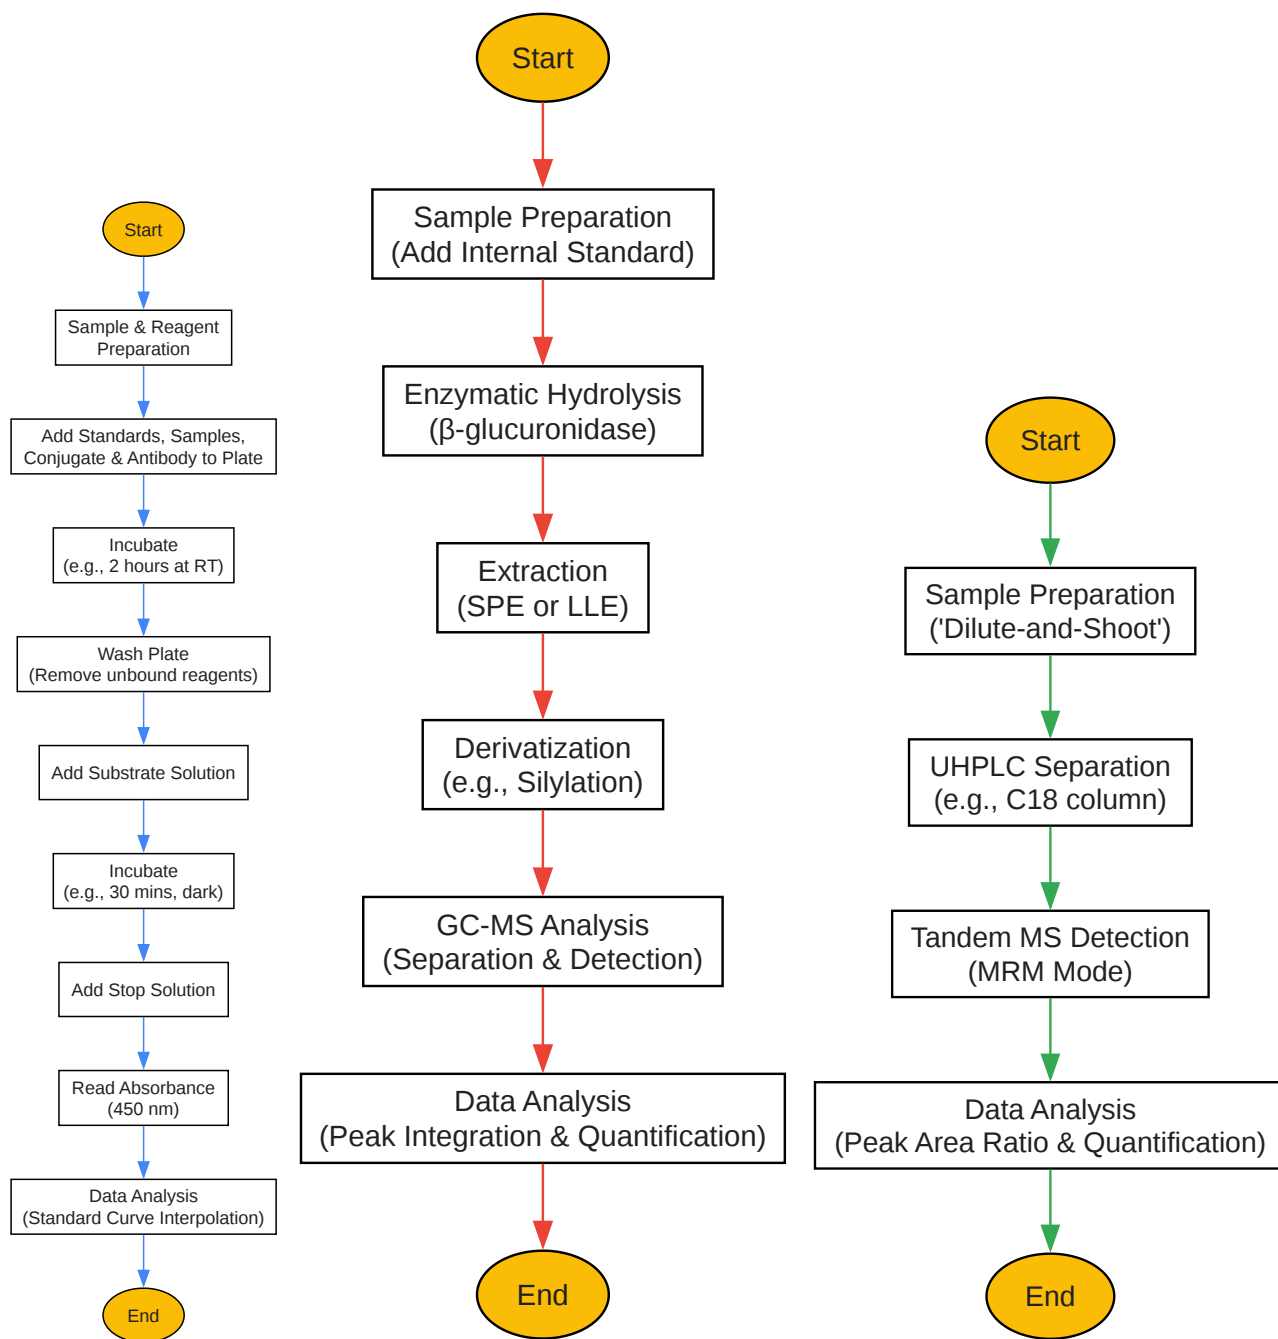 Start
Sample & Reagent
Preparation
Add Standards, Samples,
Conjugate & Antibody to Plate
Incubate
(e.g., 2 hours at RT)
Wash Plate
(Remove unbound reagents)
Add Substrate Solution
Incubate
(e.g., 30 mins, dark)
Add Stop Solution
Read Absorbance
(450 nm)
Data Analysis
(Standard Curve Interpolation)
End
Start
Sample Preparation
(Add Internal Standard)
Enzymatic Hydrolysis
(β-glucuronidase)
Extraction
(SPE or LLE)
Derivatization
(e.g., Silylation)
GC-MS Analysis
(Separation & Detection)
Data Analysis
(Peak Integration & Quantification)
End
Start
Sample Preparation
('Dilute-and-Shoot')
UHPLC Separation
(e.g., C18 column)
Tandem MS Detection
(MRM Mode)
Data Analysis
(Peak Area Ratio & Quantification)
End